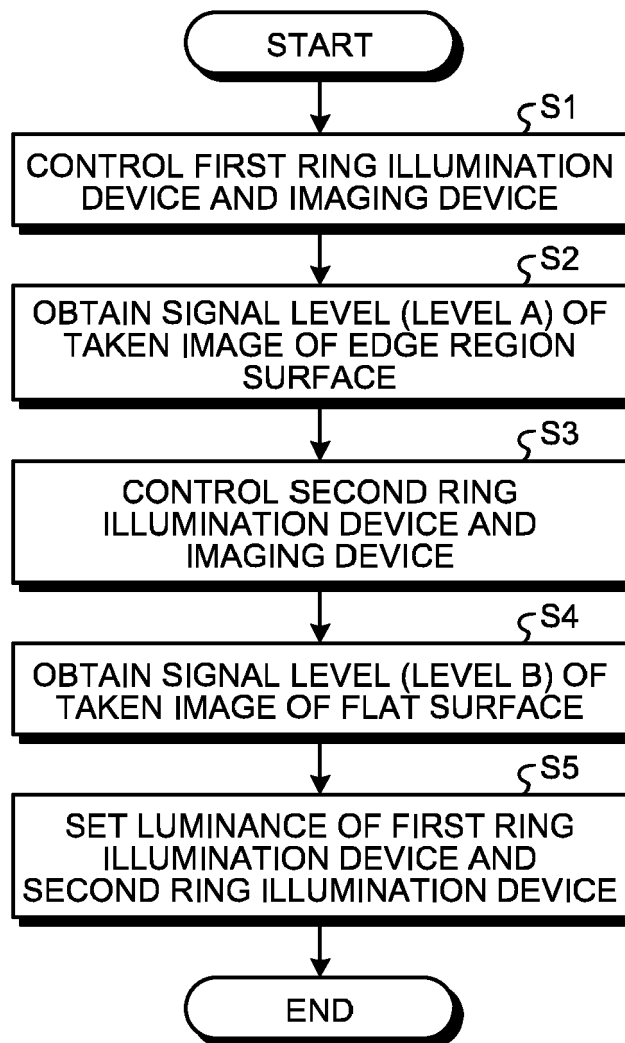 START
S1
CONTROL FIRST RING ILLUMINATION
DEVICE AND IMAGING DEVICE
S2
OBTAIN SIGNAL LEVEL (LEVEL A) OF
TAKEN IMAGE OF EDGE REGION
SURFACE
S3
CONTROL SECOND RING
ILLUMINATION DEVICE AND
IMAGING DEVICE
S4
OBTAIN SIGNAL LEVEL (LEVEL B) OF
TAKEN IMAGE OF FLAT SURFACE
S5
SET LUMINANCE OF FIRST RING
ILLUMINATION DEVICE AND
SECOND RING ILLUMINATION DEVICE
END